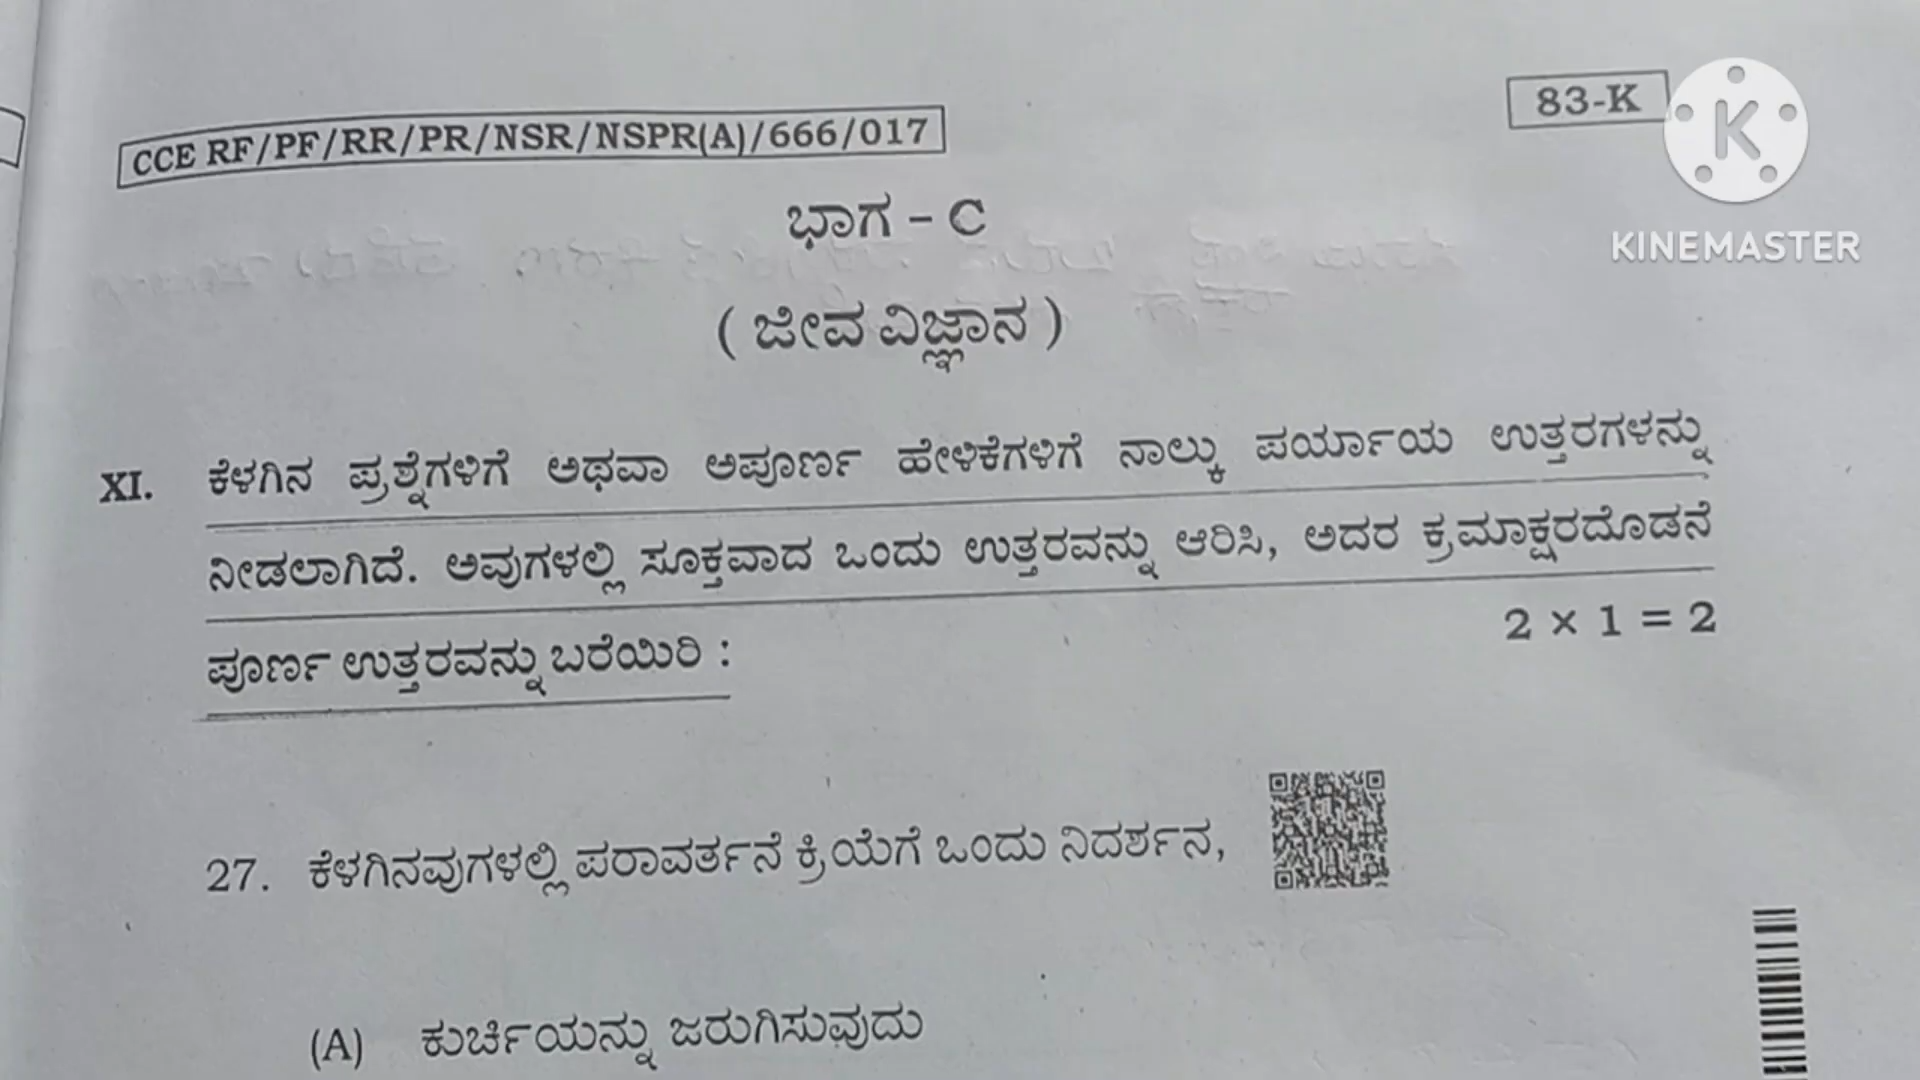 CCE RF/PF/RR/PR/NSR/NSPR(A)/666/017
83-K
KINEMASTER
ಭಾಗ – C
( ಜೀವ ವಿಜ್ಞಾನ )
XI. ಕೆಳಗಿನ ಪ್ರಶ್ನೆಗಳಿಗೆ ಅಥವಾ ಅಪೂರ್ಣ ಹೇಳಿಕೆಗಳಿಗೆ ನಾಲ್ಕು ಪರ್ಯಾಯ ಉತ್ತರಗಳನ್ನು
ನೀಡಲಾಗಿದೆ. ಅವುಗಳಲ್ಲಿ ಸೂಕ್ತವಾದ ಒಂದು ಉತ್ತರವನ್ನು ಆರಿಸಿ, ಅದರ ಕ್ರಮಾಕ್ಷರದೊಡನೆ
ಪೂರ್ಣ ಉತ್ತರವನ್ನು ಬರೆಯಿರಿ : 2 × 1 = 2
27. ಕೆಳಗಿನವುಗಳಲ್ಲಿ ಪರಾವರ್ತನೆ ಕ್ರಿಯೆಗೆ ಒಂದು ನಿದರ್ಶನ,
(A) ಕುರ್ಚಿಯನ್ನು ಜರುಗಿಸುವುದು